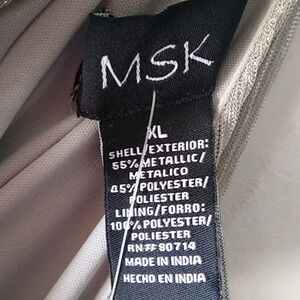 MSK
XL
SHELL/EXTERIOR:
55% METALLIC/
METALICO
45% POLYESTER/
POLIESTER
LINING/FORRO:
100% POLYESTER/
POLIESTER
RN# 80714
MADE IN INDIA
HECHO EN INDIA